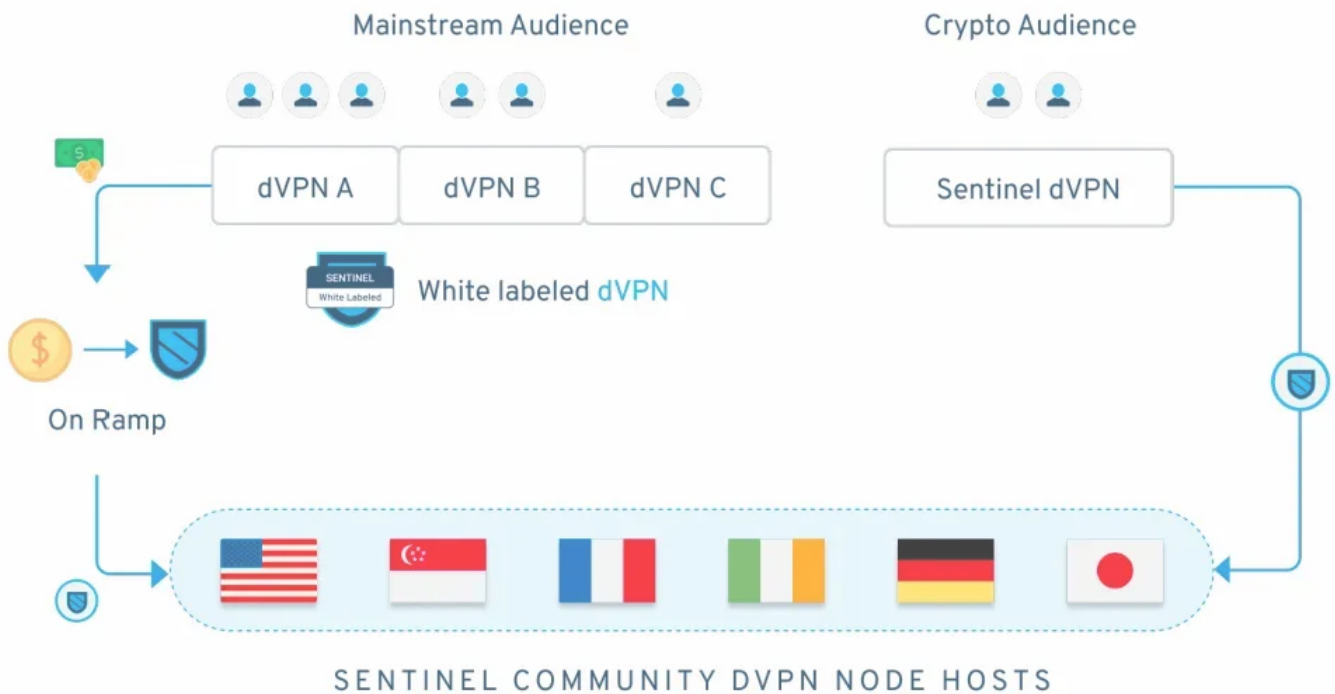 Mainstream Audience
Crypto Audience
$
dVPN A
dVPN B
dVPN C
Sentinel dVPN
SENTINEL
White Labeled
White labeled dVPN
$
On Ramp
SENTINEL COMMUNITY DVPN NODE HOSTS